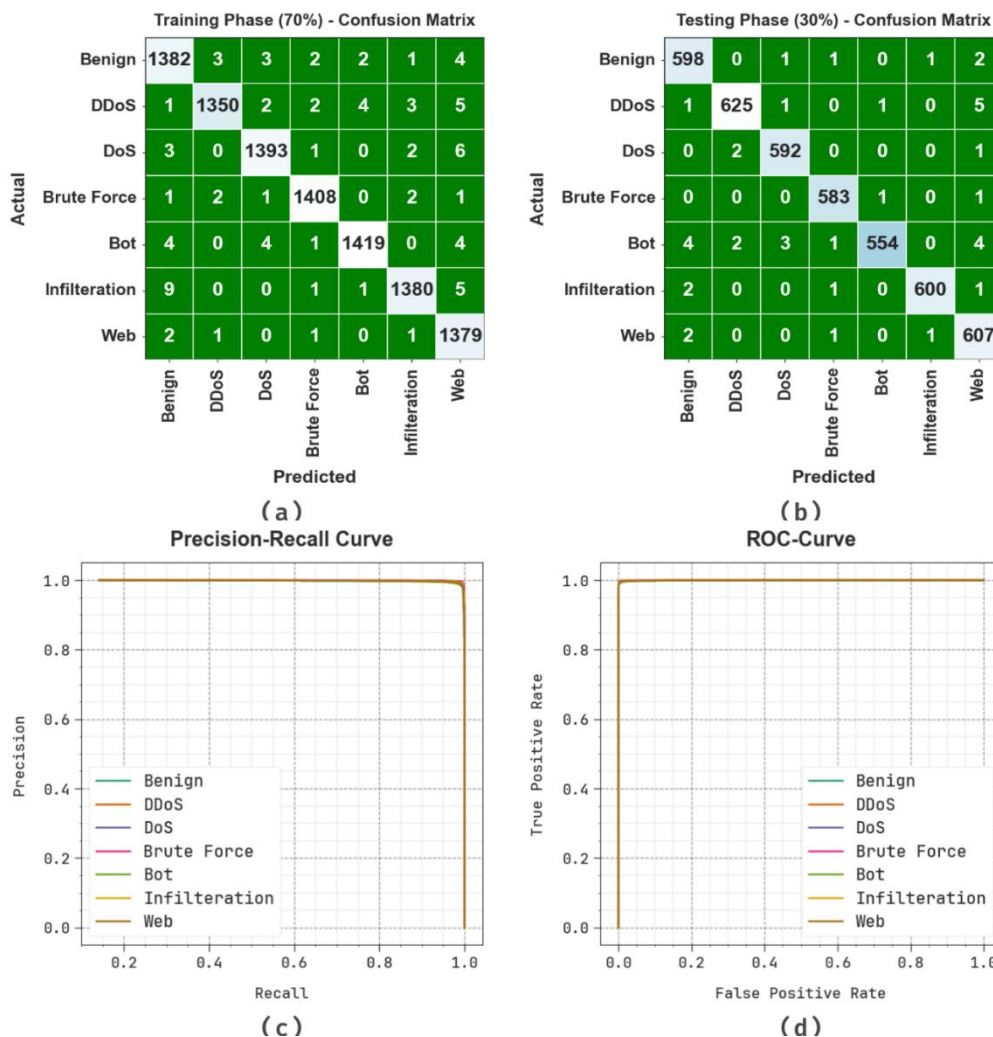 Training Phase (70%) - Confusion Matrix
Benign 1382 3 3 2 2 1 4
DDoS 1 1350 2 2 4 3 5
DoS 3 0 1393 1 0 2 6
Brute Force 1 2 1 1408 0 2 1
Bot 4 0 4 1 1419 0 4
Infilteration 9 0 0 1 1 1380 5
Web 2 1 0 1 0 1 1379
Actual
Benign DDoS DoS Brute Force Bot Infilteration Web
Predicted
(a)
Testing Phase (30%) - Confusion Matrix
Benign 598 0 1 1 0 1 2
DDoS 1 625 1 0 1 0 5
DoS 0 2 592 0 0 0 1
Brute Force 0 0 0 583 1 0 1
Bot 4 2 3 1 554 0 4
Infilteration 2 0 0 1 0 600 1
Web 2 0 0 1 0 1 607
Actual
Benign DDoS DoS Brute Force Bot Infilteration Web
Predicted
(b)
Precision-Recall Curve
1.0
0.8
0.6
0.4
0.2
0.0
Precision
Benign
DDoS
DoS
Brute Force
Bot
Infilteration
Web
0.2 0.4 0.6 0.8 1.0
Recall
(c)
ROC-Curve
1.0
0.8
0.6
0.4
0.2
0.0
True Positive Rate
Benign
DDoS
DoS
Brute Force
Bot
Infilteration
Web
0.0 0.2 0.4 0.6 0.8 1.0
False Positive Rate
(d)